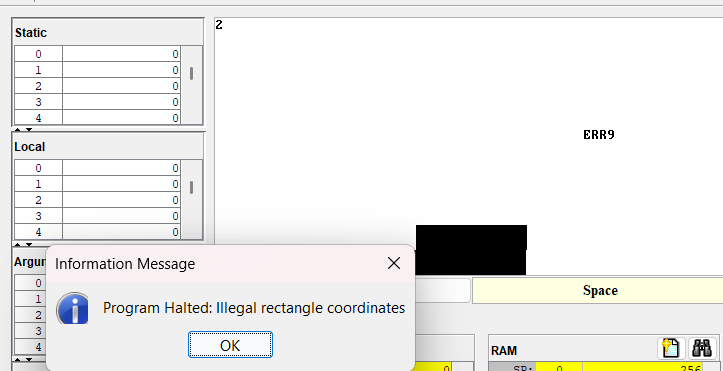 Static
0 0
1 0
2 0
3 0
4 0
2
ERR9
Local
0 0
1 0
2 0
3 0
4 0
Argun
0
1
2
3
4
Information Message
Program Halted: Illegal rectangle coordinates
OK
Space
0
RAM
SP: 0 256